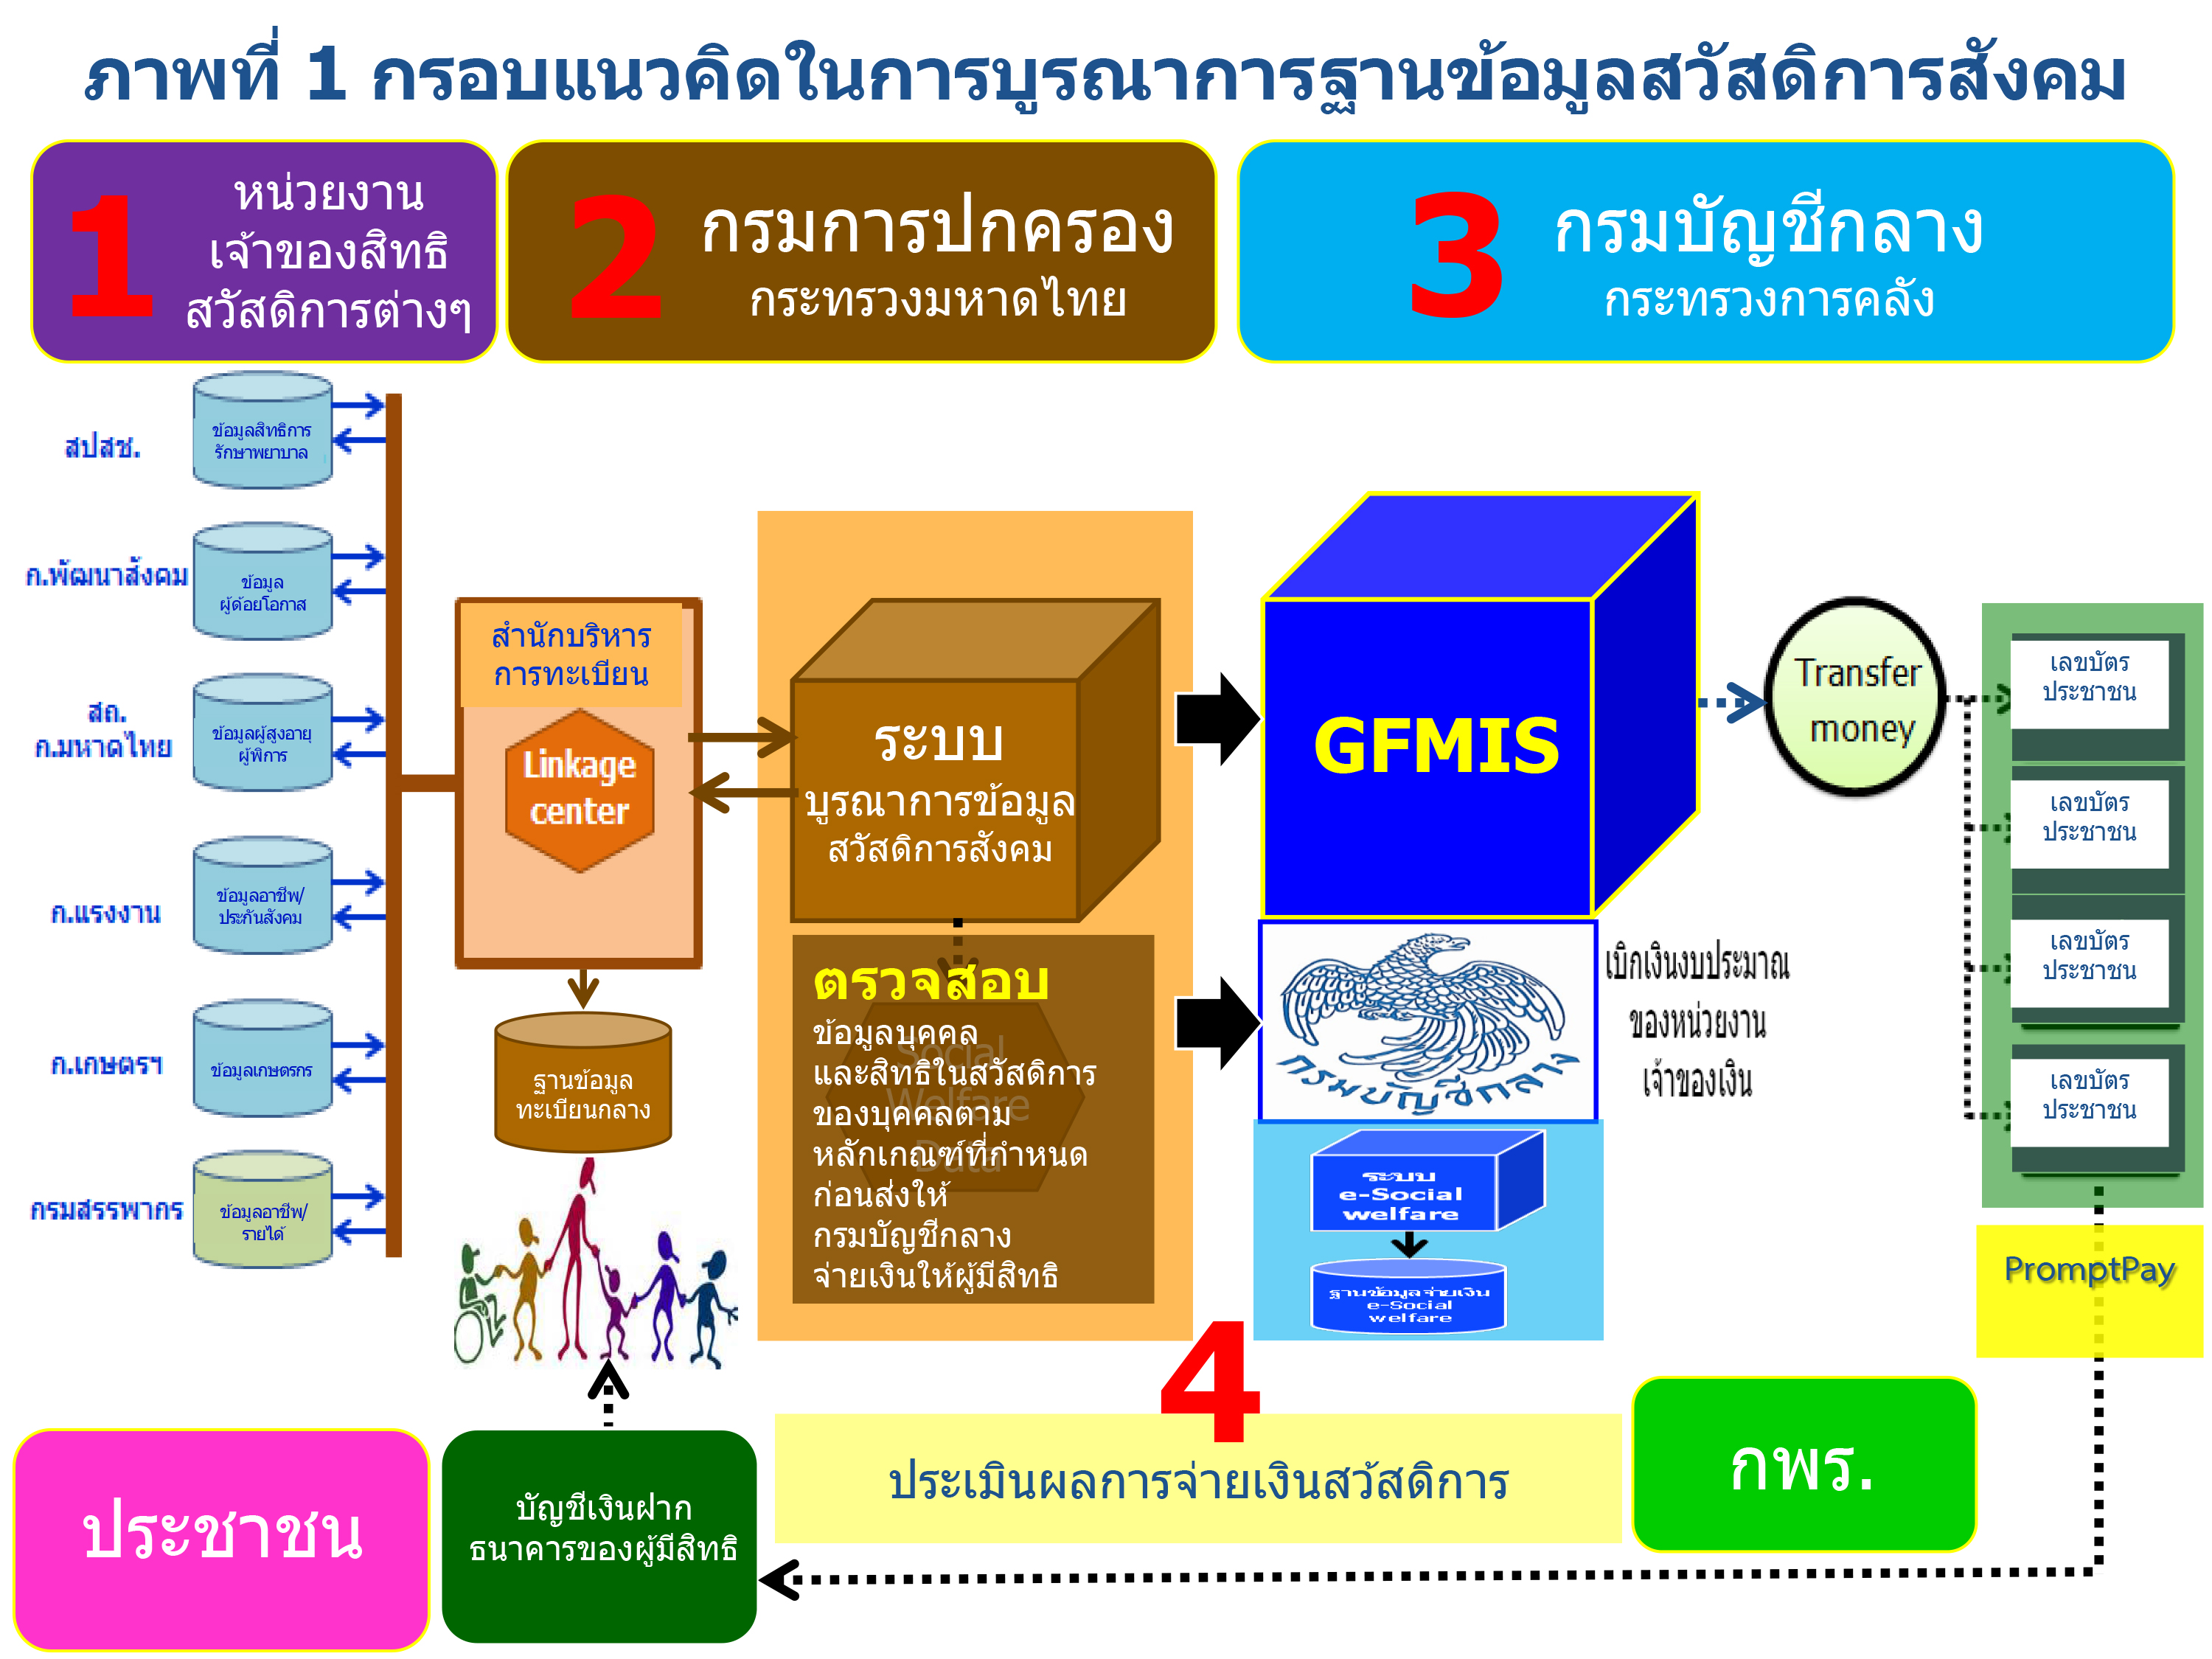 ภาพที่ 1 กรอบแนวคิดในการบูรณาการฐานข้อมูลสวัสดิการสังคม
1
หน่วยงาน
เจ้าของสิทธิ
สวัสดิการต่างๆ
2
กรมการปกครอง
กระทรวงมหาดไทย
3
กรมบัญชีกลาง
กระทรวงการคลัง
สปสช.
ข้อมูลสิทธิการ
รักษาพยาบาล
ก.พัฒนาสังคม
ข้อมูล
ผู้ด้อยโอกาส
สถ.
ก.มหาดไทย
ข้อมูลผู้สูงอายุ
ผู้พิการ
ก.แรงงาน
ข้อมูลอาชีพ/
ประกันสังคม
ก.เกษตรฯ
ข้อมูลเกษตรกร
กรมสรรพากร
ข้อมูลอาชีพ/
รายได้
สำนักบริหาร
การทะเบียน
Linkage
center
ฐานข้อมูล
ทะเบียนกลาง
ระบบ
บูรณาการข้อมูล
สวัสดิการสังคม
ตรวจสอบ
ข้อมูลบุคคล
และสิทธิในสวัสดิการ
ของบุคคลตาม
หลักเกณฑ์ที่กำหนด
ก่อนส่งให้
กรมบัญชีกลาง
จ่ายเงินให้ผู้มีสิทธิ
Social
Welfare
Data
GFMIS
กรมบัญชีกลาง
เบิกเงินงบประมาณ
ของหน่วยงาน
เจ้าของเงิน
ระบบ
e-Social
welfare
ฐานข้อมูลจ่ายเงิน
e-Social
welfare
Transfer
money
เลขบัตร
ประชาชน
เลขบัตร
ประชาชน
เลขบัตร
ประชาชน
เลขบัตร
ประชาชน
PromptPay
4
ประเมินผลการจ่ายเงินสวัสดิการ
กพร.
ประชาชน
บัญชีเงินฝาก
ธนาคารของผู้มีสิทธิ